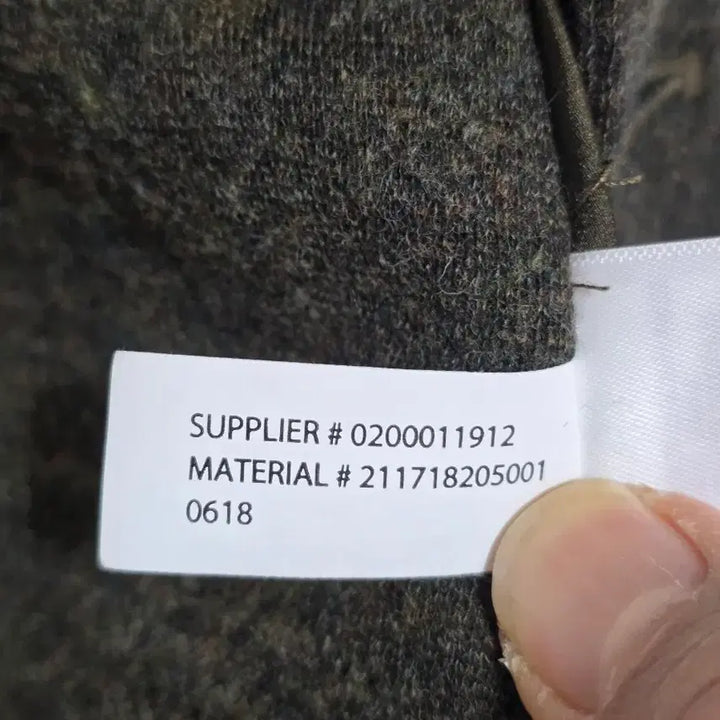 SUPPLIER # 0200011912
MATERIAL # 211718205001
0618